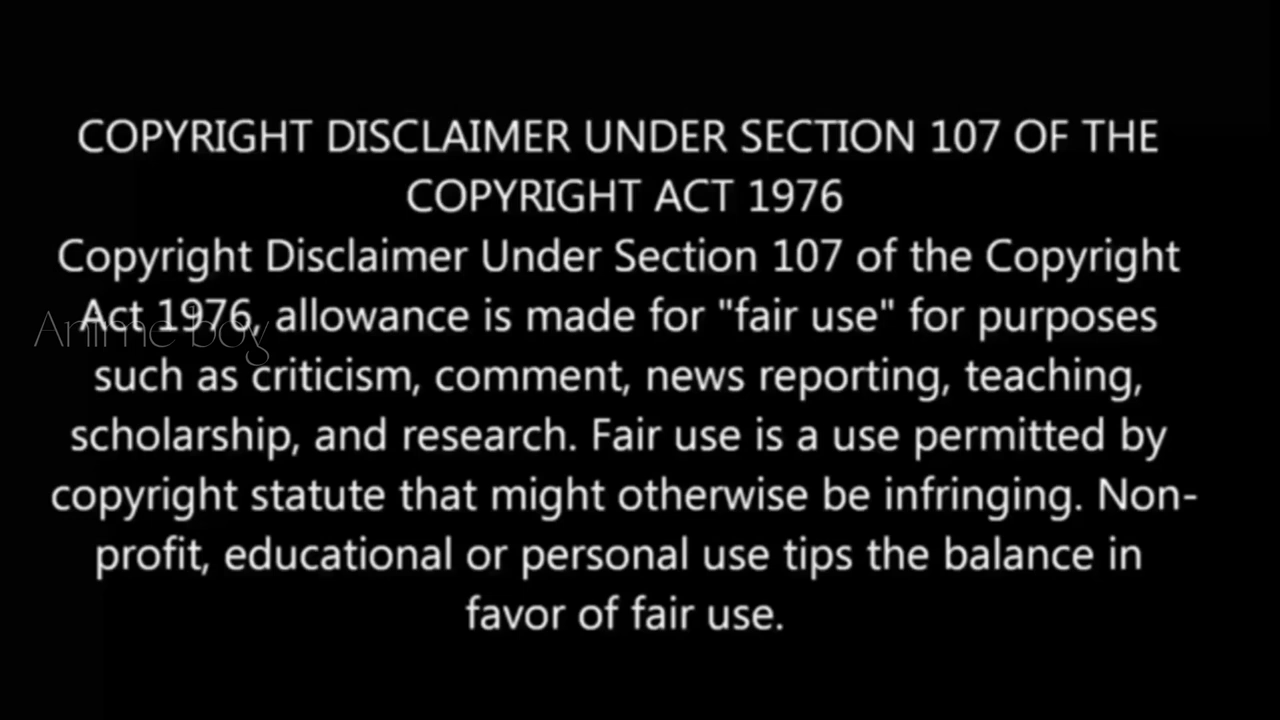 COPYRIGHT DISCLAIMER UNDER SECTION 107 OF THE
COPYRIGHT ACT 1976
Copyright Disclaimer Under Section 107 of the Copyright
Act 1976, allowance is made for "fair use" for purposes
Anime boy
such as criticism, comment, news reporting, teaching,
scholarship, and research. Fair use is a use permitted by
copyright statute that might otherwise be infringing. Non-
profit, educational or personal use tips the balance in
favor of fair use.